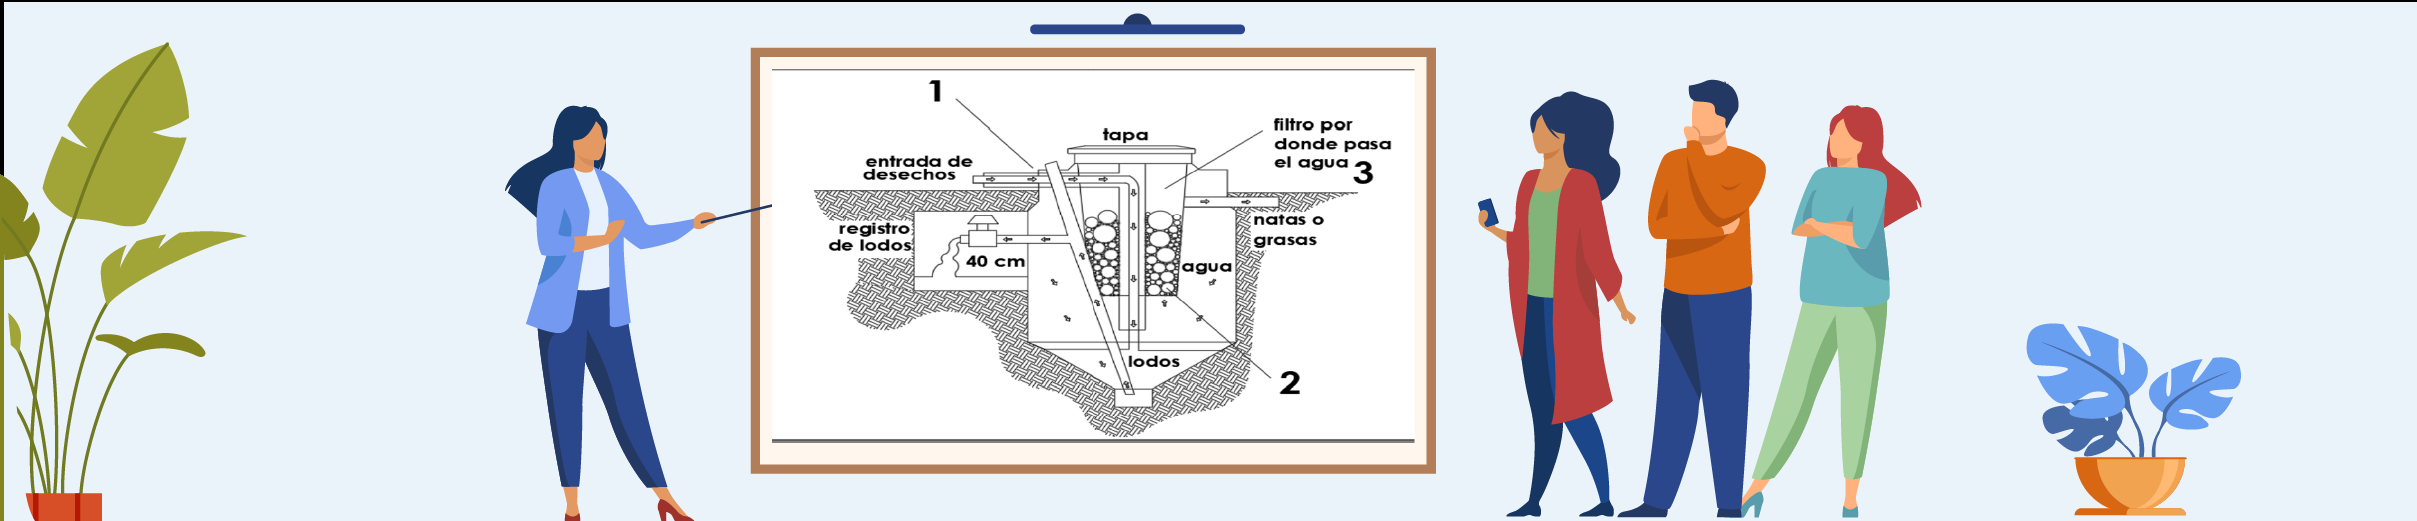 1
tapa
filtro por
donde pasa
el agua
3
entrada de
desechos
registro
de lodos
natas o
grasas
40 cm
agua
lodos
2